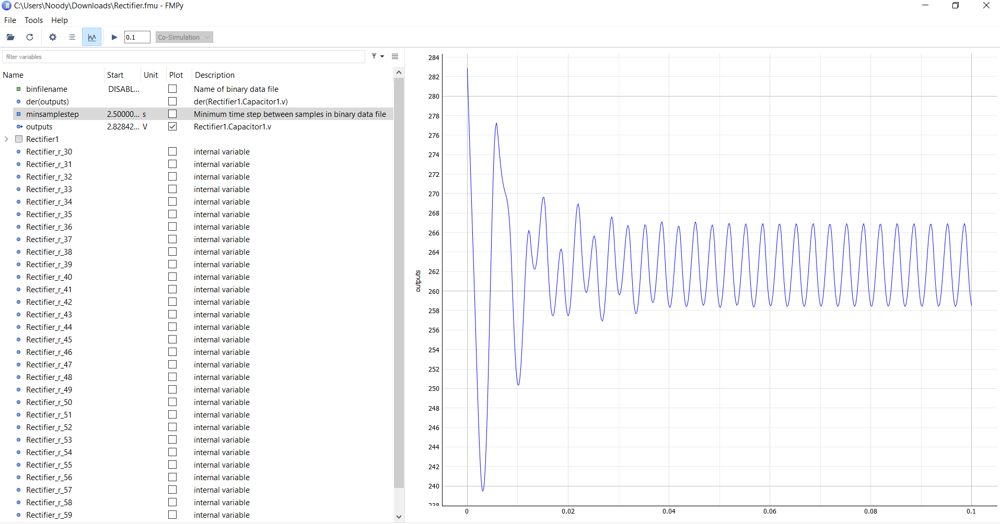 C:\Users\Noody\Downloads\Rectifier.fmu - FMPy
File Tools Help
0.1 Co-Simulation
filter variables
Name Start Unit Plot Description
binfilename DISABL... Name of binary data file
der(outputs) der(Rectifier1.Capacitor1.v)
minsamplestep 2.50000... s Minimum time step between samples in binary data file
outputs 2.82842... V Rectifier1.Capacitor1.v
Rectifier1
Rectifier_r_30 internal variable
Rectifier_r_31 internal variable
Rectifier_r_32 internal variable
Rectifier_r_33 internal variable
Rectifier_r_34 internal variable
Rectifier_r_35 internal variable
Rectifier_r_36 internal variable
Rectifier_r_37 internal variable
Rectifier_r_38 internal variable
Rectifier_r_39 internal variable
Rectifier_r_40 internal variable
Rectifier_r_41 internal variable
Rectifier_r_42 internal variable
Rectifier_r_43 internal variable
Rectifier_r_44 internal variable
Rectifier_r_45 internal variable
Rectifier_r_46 internal variable
Rectifier_r_47 internal variable
Rectifier_r_48 internal variable
Rectifier_r_49 internal variable
Rectifier_r_50 internal variable
Rectifier_r_51 internal variable
Rectifier_r_52 internal variable
Rectifier_r_53 internal variable
Rectifier_r_54 internal variable
Rectifier_r_55 internal variable
Rectifier_r_56 internal variable
Rectifier_r_57 internal variable
Rectifier_r_58 internal variable
Rectifier_r_59 internal variable
outputs
284
282
280
278
276
274
272
270
268
266
264
262
260
258
256
254
252
250
248
246
244
242
240
238
0 0.02 0.04 0.06 0.08 0.1